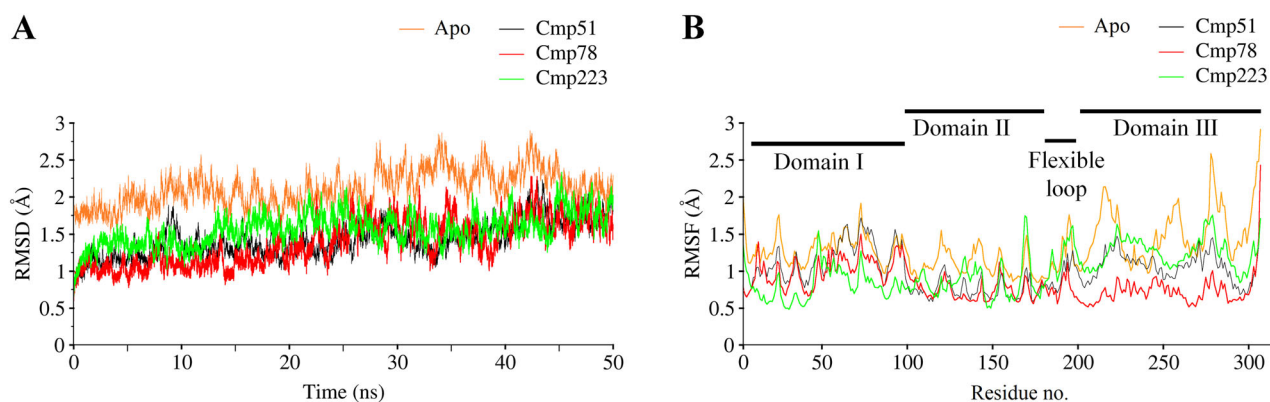 A
Apo
Cmp51
Cmp78
Cmp223
3
2.5
2
1.5
1
0.5
0
RMSD (Å)
0
10
20
30
40
50
Time (ns)
B
Apo
Cmp51
Cmp78
Cmp223
3
2.5
2
1.5
1
0.5
0
RMSF (Å)
Domain I
Domain II
Flexible
loop
Domain III
0
50
100
150
200
250
300
Residue no.